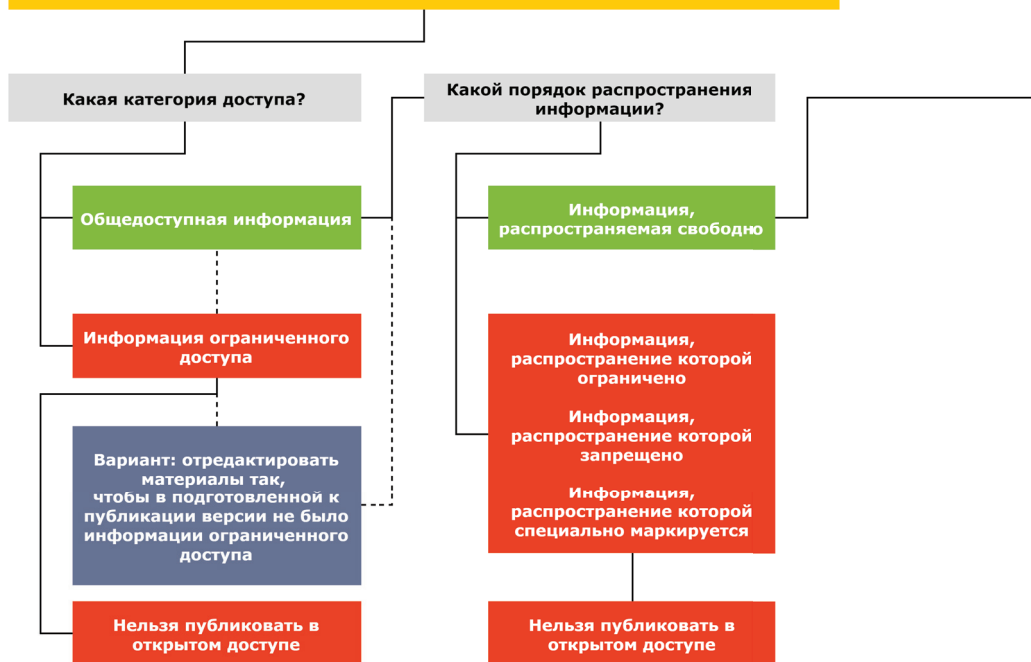 Какая категория доступа?
Общедоступная информация
Информация ограниченного
доступа
Вариант: отредактировать
материалы так,
чтобы в подготовленной к
публикации версии не было
информации ограниченного
доступа
Нельзя публиковать в
открытом доступе
Какой порядок распространения
информации?
Информация,
распространяемая свободно
Информация,
распространение которой
ограничено
Информация,
распространение которой
запрещено
Информация,
распространение которой
специально маркируется
Нельзя публиковать в
открытом доступе